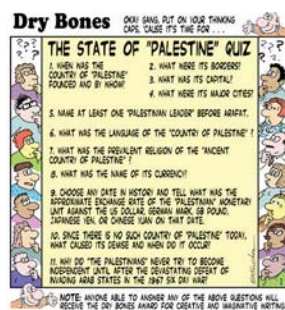 Dry Bones
OKAY GANG, PUT ON YOUR THINKING
CAPS, 'CAUSE IT'S TIME FOR . . .
THE STATE OF "PALESTINE" QUIZ
1. WHEN WAS THE
COUNTRY OF "PALESTINE"
FOUNDED AND BY WHOM?
2. WHAT WERE ITS BORDERS?
3. WHAT WAS ITS CAPITAL?
4. WHAT WERE ITS MAJOR CITIES?
5. NAME AT LEAST ONE "PALESTINIAN LEADER" BEFORE ARAFAT.
6. WHAT WAS THE LANGUAGE OF THE "COUNTRY OF PALESTINE" ?
7. WHAT WAS THE PREVALENT RELIGION OF THE "ANCIENT
COUNTRY OF PALESTINE" ?
8. WHAT WAS THE NAME OF ITS CURRENCY?
9. CHOOSE ANY DATE IN HISTORY AND TELL WHAT WAS THE
APPROXIMATE EXCHANGE RATE OF THE "PALESTINIAN" MONETARY
UNIT AGAINST THE US DOLLAR, GERMAN MARK, GB POUND,
JAPANESE YEN, OR CHINESE YUAN ON THAT DATE.
10. SINCE THERE IS NO SUCH COUNTRY OF "PALESTINE" TODAY,
WHAT CAUSED ITS DEMISE AND WHEN DID IT OCCUR?
11. WHY DID "THE PALESTINIANS" NEVER TRY TO BECOME
INDEPENDENT UNTIL AFTER THE DEVASTATING DEFEAT OF
INVADING ARAB STATES IN THE 1967 SIX DAY WAR?
NOTE: ANYONE ABLE TO ANSWER ANY OF THE ABOVE QUESTIONS WILL
RECEIVE THE DRY BONES AWARD FOR CREATIVE AND IMAGINATIVE WRITING